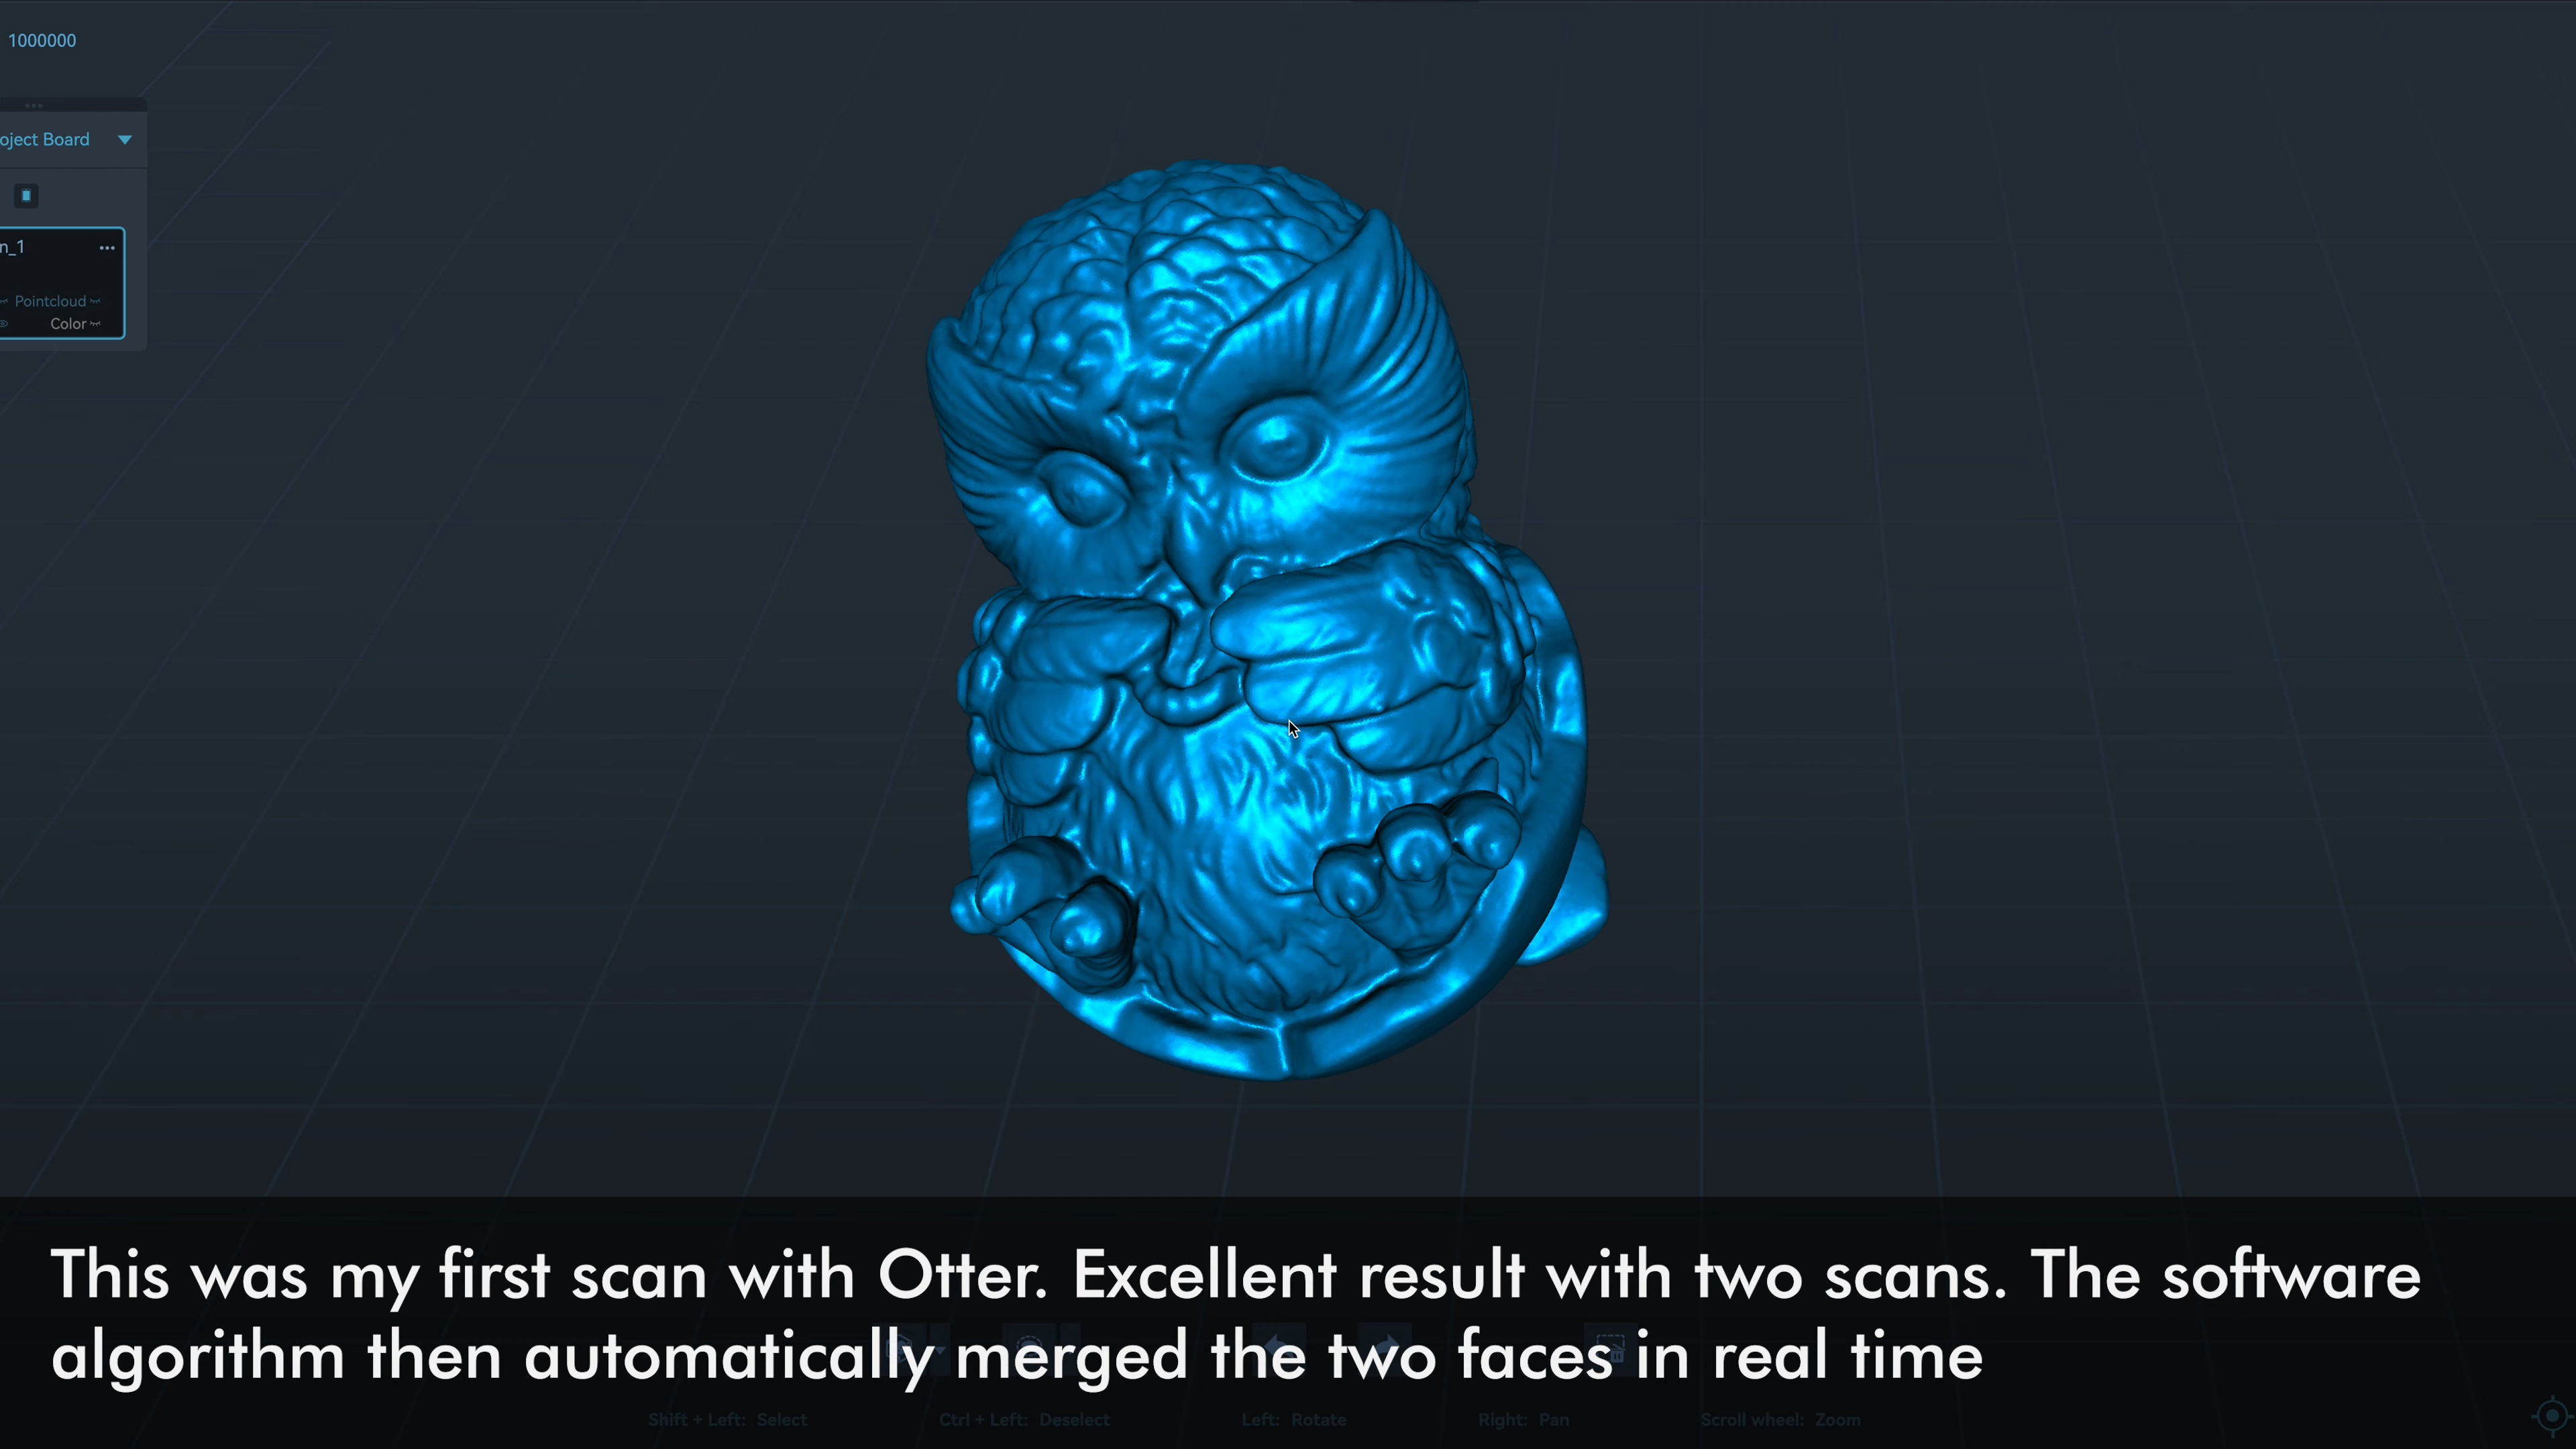 1000000
oject Board
n_1
Pointcloud
Color
This was my first scan with Otter. Excellent result with two scans. The software
algorithm then automatically merged the two faces in real time
Shift + Left: Select Ctrl + Left: Deselect Left: Rotate Right: Pan Scroll wheel: Zoom